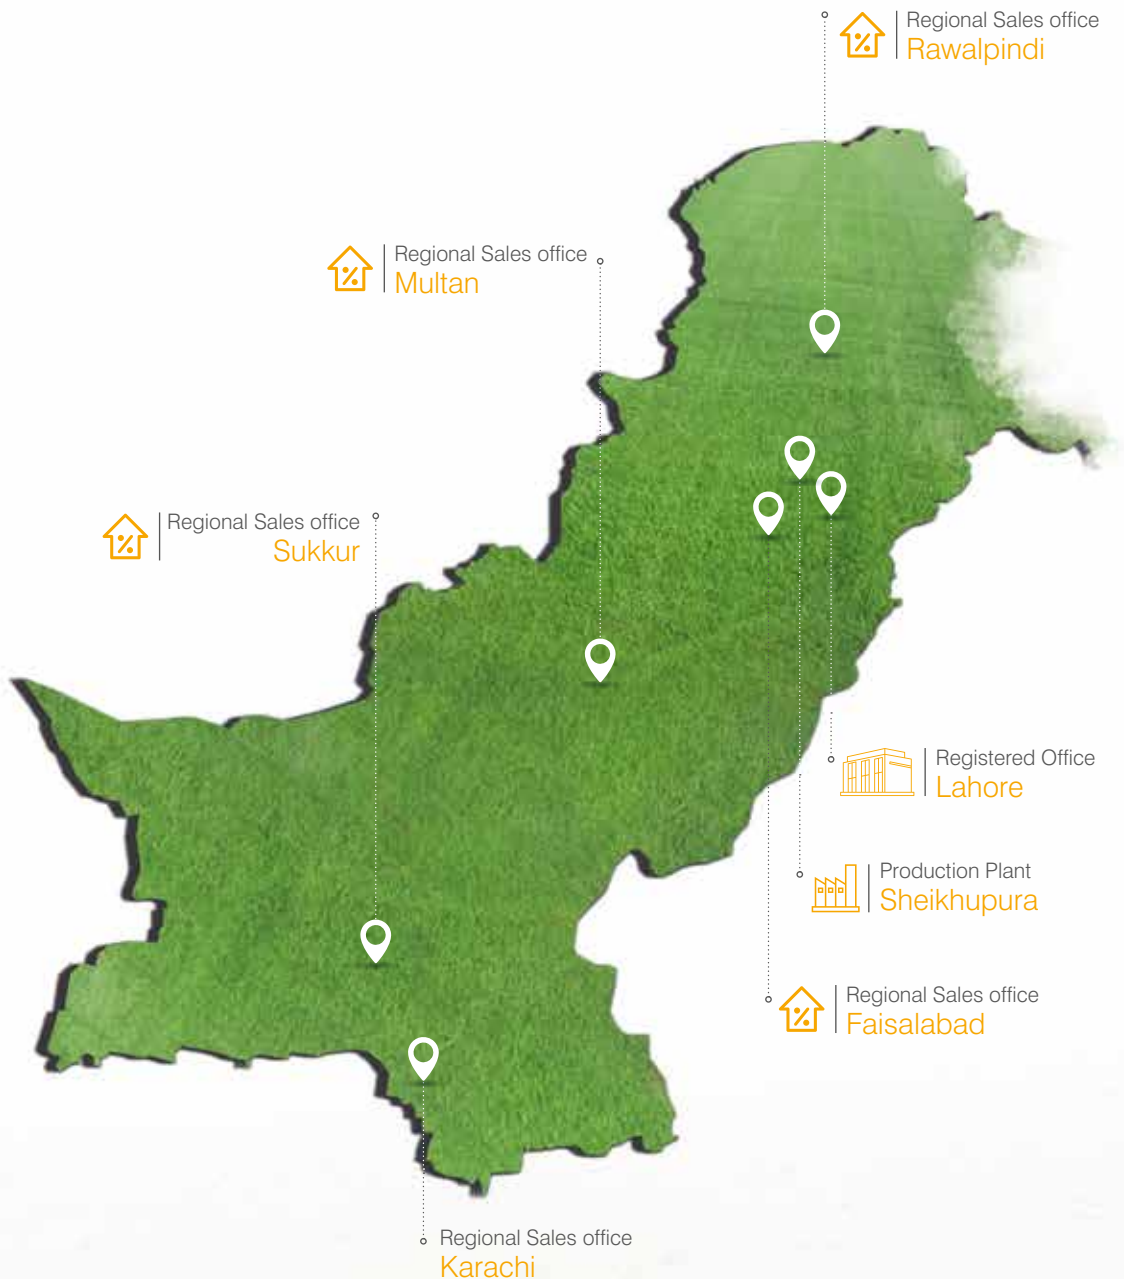 Regional Sales office
Rawalpindi
Regional Sales office
Multan
Regional Sales office
Sukkur
Registered Office
Lahore
Production Plant
Sheikhupura
Regional Sales office
Faisalabad
Regional Sales office
Karachi